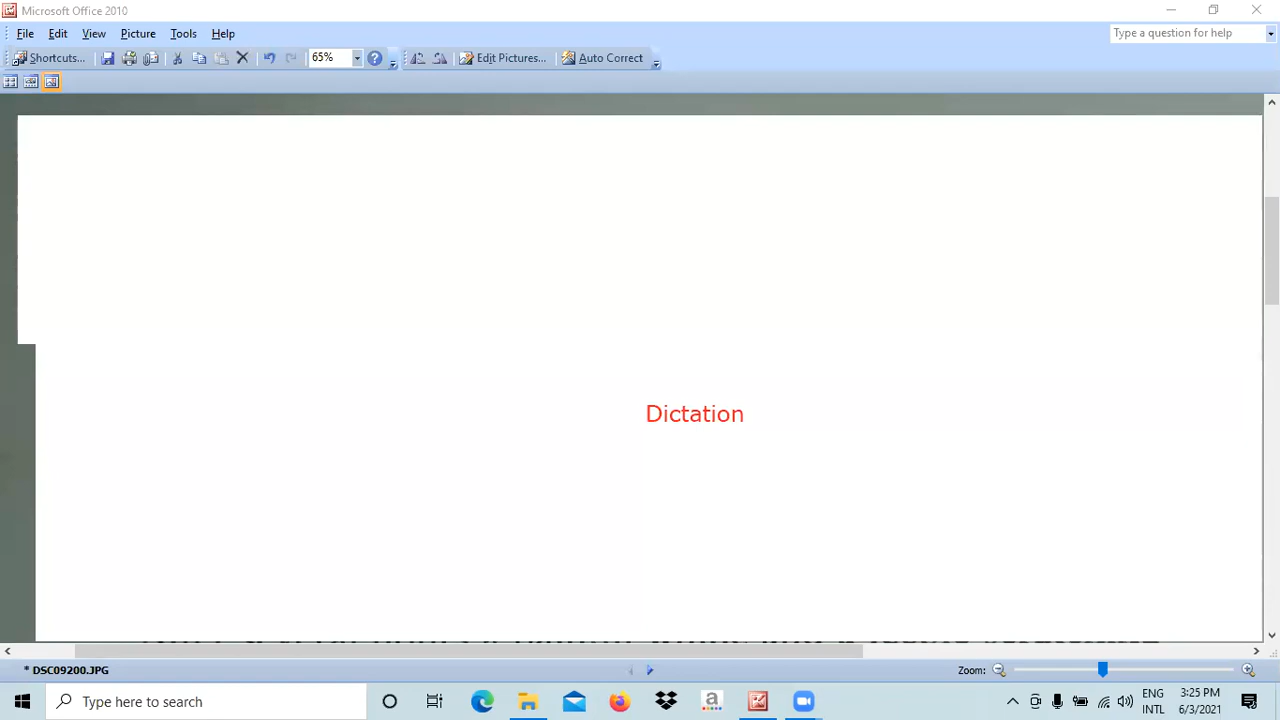 Microsoft Office 2010
File Edit View Picture Tools Help
Type a question for help
Shortcuts... 65% Edit Pictures... Auto Correct
Dictation
* DSC09200.JPG
Zoom:
Type here to search
a
ENG
INTL
3:25 PM
6/3/2021